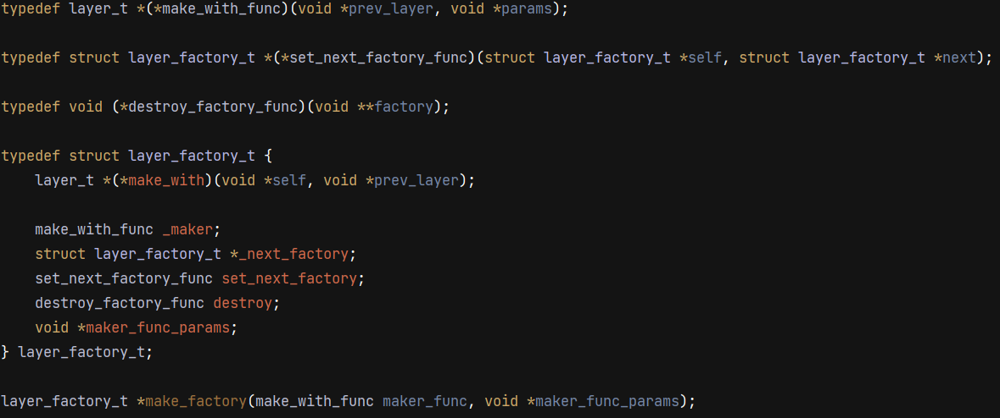 typedef layer_t *(*make_with_func)(void *prev_layer, void *params);
typedef struct layer_factory_t *(*set_next_factory_func)(struct layer_factory_t *self, struct layer_factory_t *next);
typedef void (*destroy_factory_func)(void **factory);
typedef struct layer_factory_t {
    layer_t *(*make_with)(void *self, void *prev_layer);
    make_with_func _maker;
    struct layer_factory_t *_next_factory;
    set_next_factory_func set_next_factory;
    destroy_factory_func destroy;
    void *maker_func_params;
} layer_factory_t;
layer_factory_t *make_factory(make_with_func maker_func, void *maker_func_params);